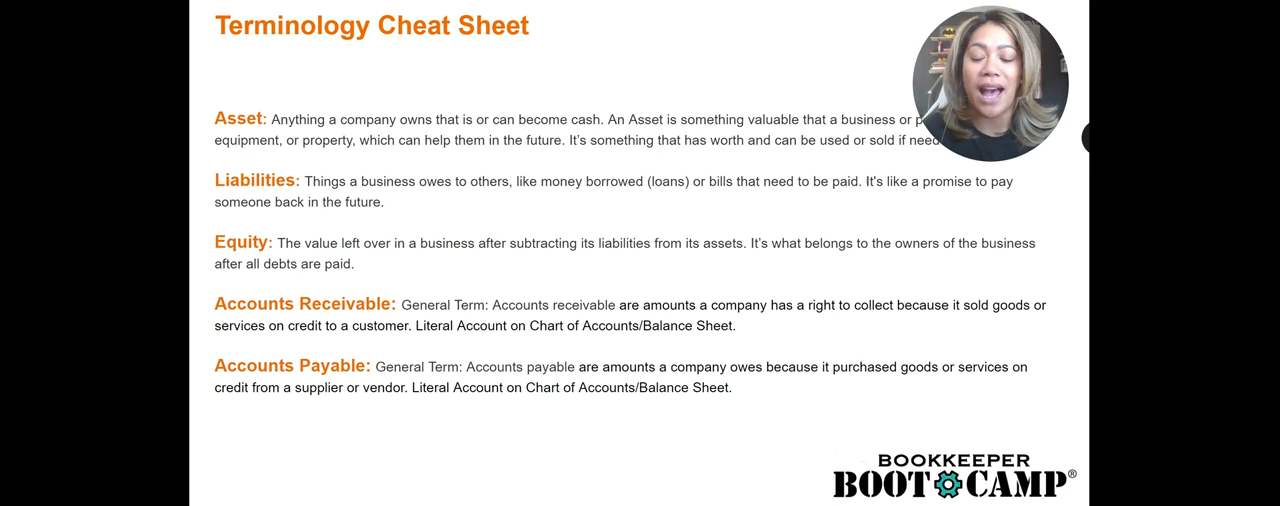 Terminology Cheat Sheet
Asset: Anything a company owns that is or can become cash. An Asset is something valuable that a business or
equipment, or property, which can help them in the future. It’s something that has worth and can be used or sold if
Liabilities: Things a business owes to others, like money borrowed (loans) or bills that need to be paid. It's like a promise to pay
someone back in the future.
Equity: The value left over in a business after subtracting its liabilities from its assets. It’s what belongs to the owners of the business
after all debts are paid.
Accounts Receivable: General Term: Accounts receivable are amounts a company has a right to collect because it sold goods or
services on credit to a customer. Literal Account on Chart of Accounts/Balance Sheet.
Accounts Payable: General Term: Accounts payable are amounts a company owes because it purchased goods or services on
credit from a supplier or vendor. Literal Account on Chart of Accounts/Balance Sheet.
BOOKKEEPER
BOOT CAMP®